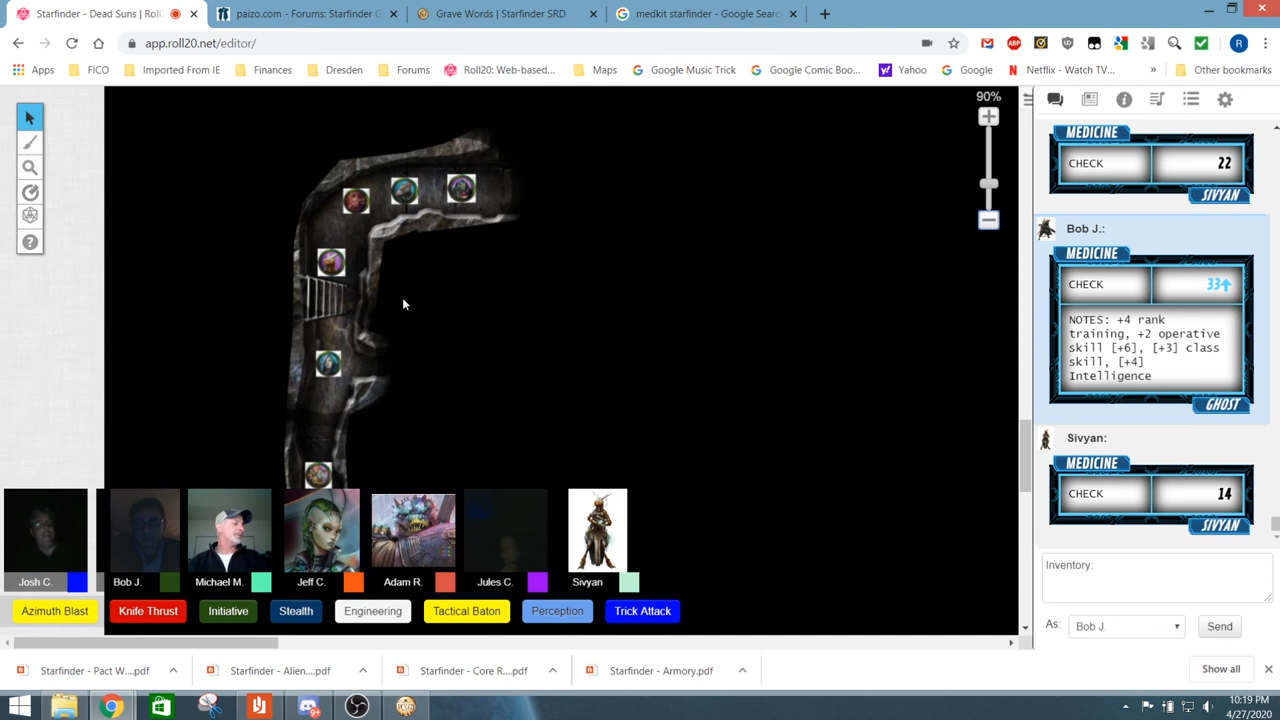 Starfinder - Dead Suns | Roll
paizo.com - Forums: Starfinder G
Grave Words | Starfinder SRD
medkit starfinder - Google Searc
app.roll20.net/editor/
Apps
FICO
Imported From IE
Finances
Dresden
Forums
Roll20: Web-based...
Maps
Google Music Trick
Google Comic Boo...
Yahoo
Google
Netflix - Watch TV...
Other bookmarks
90%
MEDICINE
CHECK 22
SIVYAN
Bob J.:
MEDICINE
CHECK 33
NOTES: +4 rank
training, +2 operative
skill [+6], [+3] class
skill, [+4]
Intelligence
GHOST
Sivyan:
MEDICINE
CHECK 14
SIVYAN
Inventory:
As: Bob J. Send
Josh C.
Bob J.
Michael M.
Jeff C.
Adam R.
Jules C.
Sivyan
Azimuth Blast
Knife Thrust
Initiative
Stealth
Engineering
Tactical Baton
Perception
Trick Attack
Starfinder - Pact W....pdf
Starfinder - Alien....pdf
Starfinder - Core R....pdf
Starfinder - Armory.pdf
Show all
10:19 PM
4/27/2020